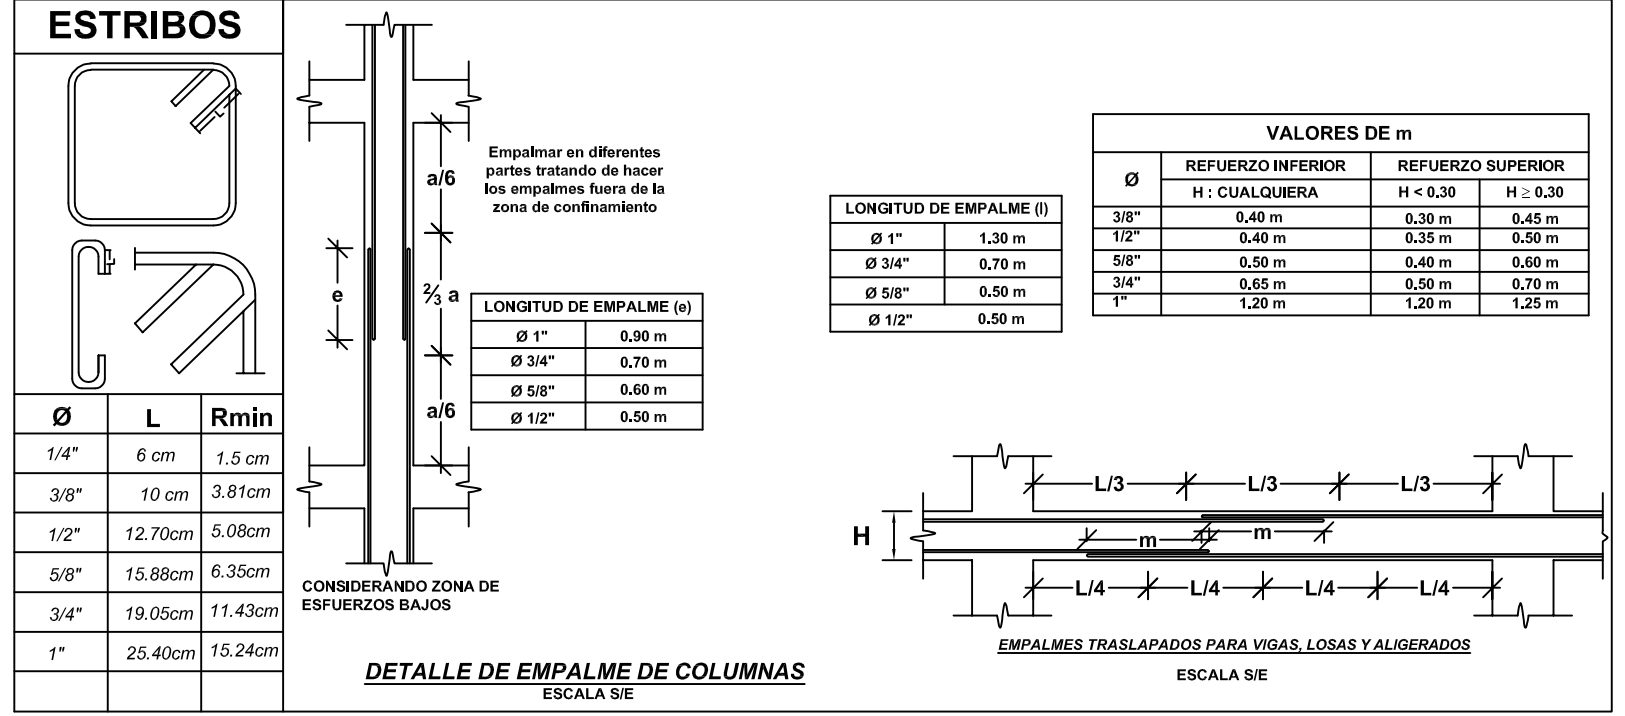 ESTRIBOS
L
Ø L Rmin
1/4" 6 cm 1.5 cm
3/8" 10 cm 3.81cm
1/2" 12.70cm 5.08cm
5/8" 15.88cm 6.35cm
3/4" 19.05cm 11.43cm
1" 25.40cm 15.24cm
a/6
e
⅔ a
a/6
Empalmar en diferentes
partes tratando de hacer
los empalmes fuera de la
zona de confinamiento
LONGITUD DE EMPALME (e)
Ø 1" 0.90 m
Ø 3/4" 0.70 m
Ø 5/8" 0.60 m
Ø 1/2" 0.50 m
CONSIDERANDO ZONA DE
ESFUERZOS BAJOS
DETALLE DE EMPALME DE COLUMNAS
ESCALA S/E
LONGITUD DE EMPALME (l)
Ø 1" 1.30 m
Ø 3/4" 0.70 m
Ø 5/8" 0.50 m
Ø 1/2" 0.50 m
VALORES DE m
Ø REFUERZO INFERIOR REFUERZO SUPERIOR
H : CUALQUIERA H < 0.30 H ≥ 0.30
3/8" 0.40 m 0.30 m 0.45 m
1/2" 0.40 m 0.35 m 0.50 m
5/8" 0.50 m 0.40 m 0.60 m
3/4" 0.65 m 0.50 m 0.70 m
1" 1.20 m 1.20 m 1.25 m
L/3 L/3 L/3
H
m m
L/4 L/4 L/4 L/4
EMPALMES TRASLAPADOS PARA VIGAS, LOSAS Y ALIGERADOS
ESCALA S/E